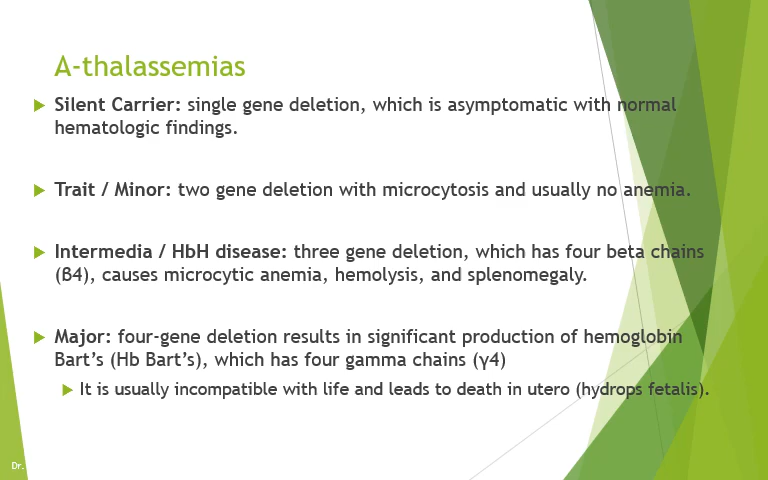 A-thalassemias
Silent Carrier: single gene deletion, which is asymptomatic with normal
hematologic findings.
Trait / Minor: two gene deletion with microcytosis and usually no anemia.
Intermedia / HbH disease: three gene deletion, which has four beta chains
(β4), causes microcytic anemia, hemolysis, and splenomegaly.
Major: four-gene deletion results in significant production of hemoglobin
Bart’s (Hb Bart’s), which has four gamma chains (γ4)
It is usually incompatible with life and leads to death in utero (hydrops fetalis).
Dr.